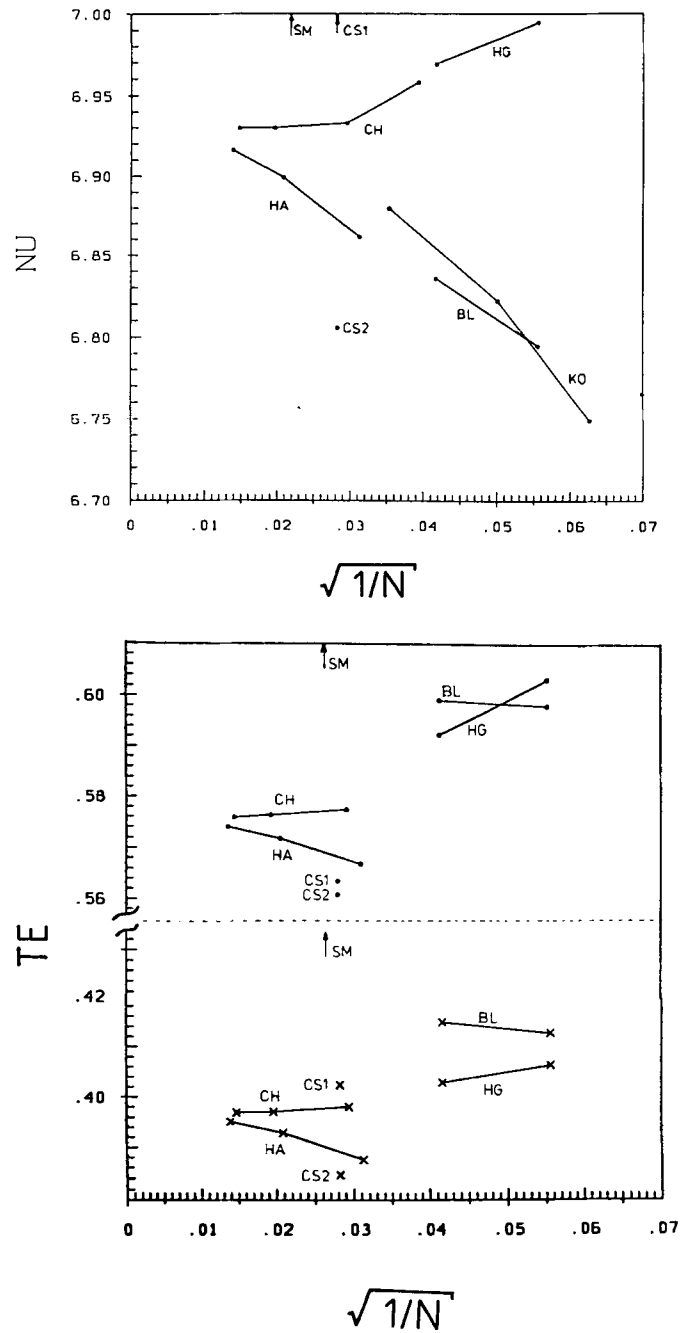 7.00
SM
CS1
HG
6.95
CH
6.90
HA
6.85
NU
BL
6.80
CS2
KO
6.75
6.70
0 .01 .02 .03 .04 .05 .06 .07
√1/N
SM
.60
BL
HG
.58
CH
HA
CS1
CS2
.56
TE
SM
.42
BL
CS1
HG
.40
CH
HA
CS2
0 .01 .02 .03 .04 .05 .06 .07
√1/N